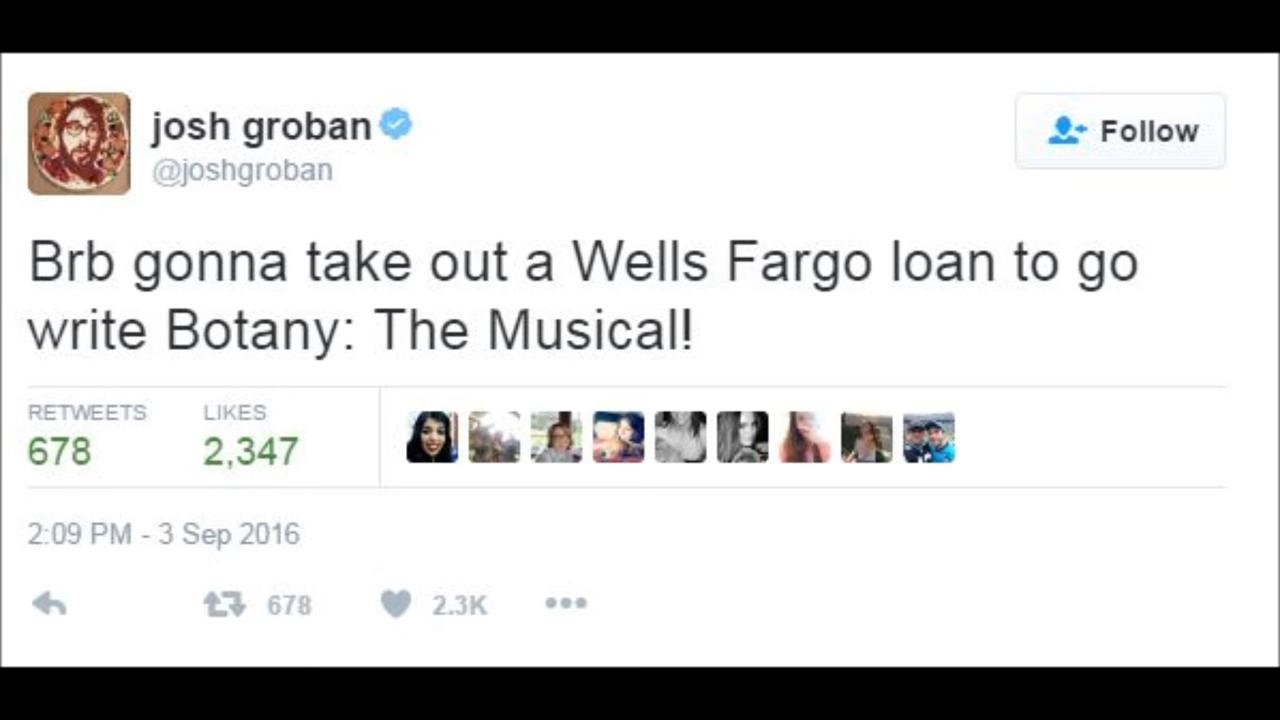 josh groban
@joshgroban
Follow
Brb gonna take out a Wells Fargo loan to go
write Botany: The Musical!
RETWEETS LIKES
678 2,347
2:09 PM - 3 Sep 2016
678 2.3K